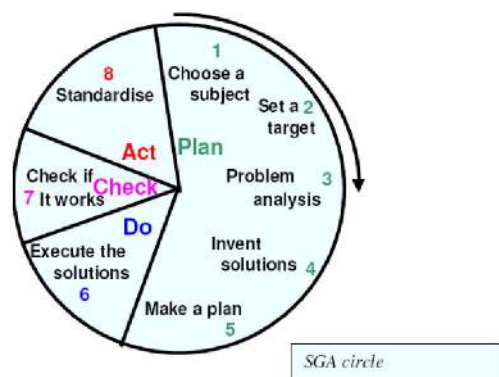 1
Choose a
subject
Set a 2
target
Problem 3
analysis
Invent
solutions 4
Make a plan
5
Plan
Do
Execute the
solutions
6
Check
Check if
7 It works
Act
8
Standardise
SGA circle